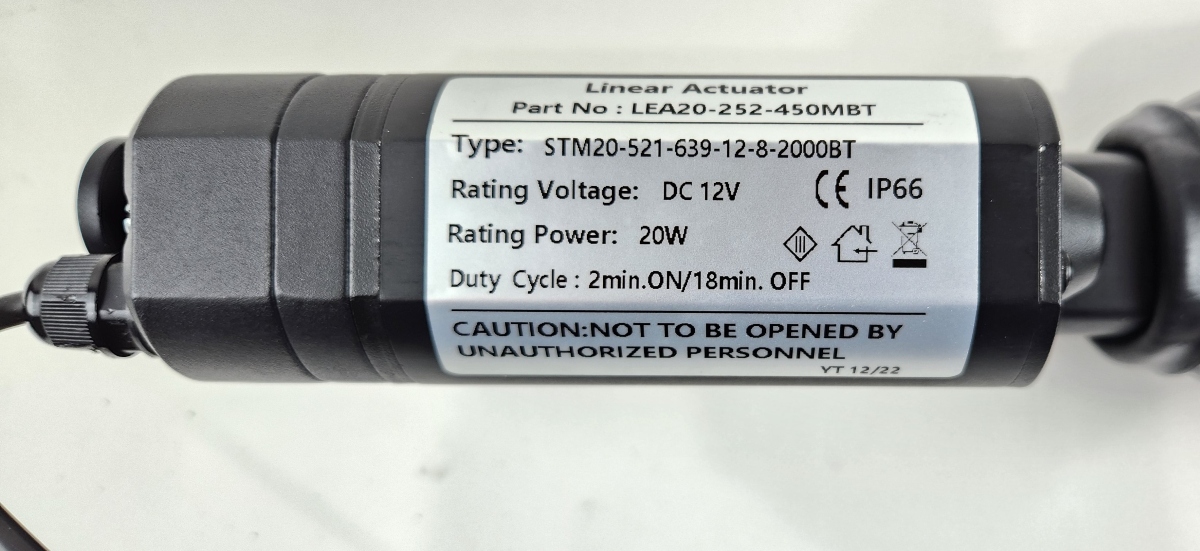 Linear Actuator
Part No : LEA20-252-450MBT
Type: STM20-521-639-12-8-2000BT
Rating Voltage: DC 12V CE IP66
Rating Power: 20W
Duty Cycle : 2min.ON/18min. OFF
CAUTION:NOT TO BE OPENED BY
UNAUTHORIZED PERSONNEL
YT 12/22